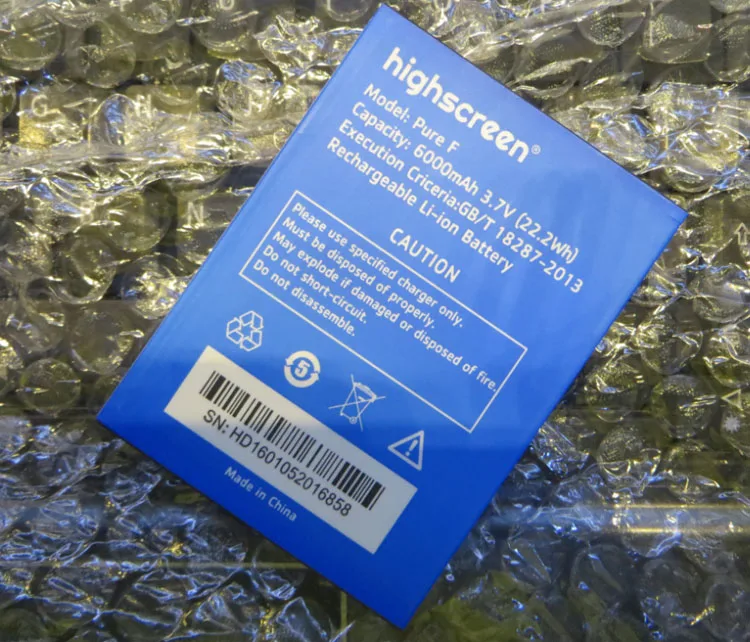 highscreen®
Model: Pure F
Capacity: 6000mAh 3.7V (22.2Wh)
Execution Criceria:GB/T 18287-2013
Rechargeable Li-ion Battery
CAUTION
Please use specified charger only.
Must be disposed of properly.
May explode if damaged or disposed of fire.
Do not short-circuit.
Do not disassemble.
5
SN: HD1601052016858
Made in China
G
H
J
B
N